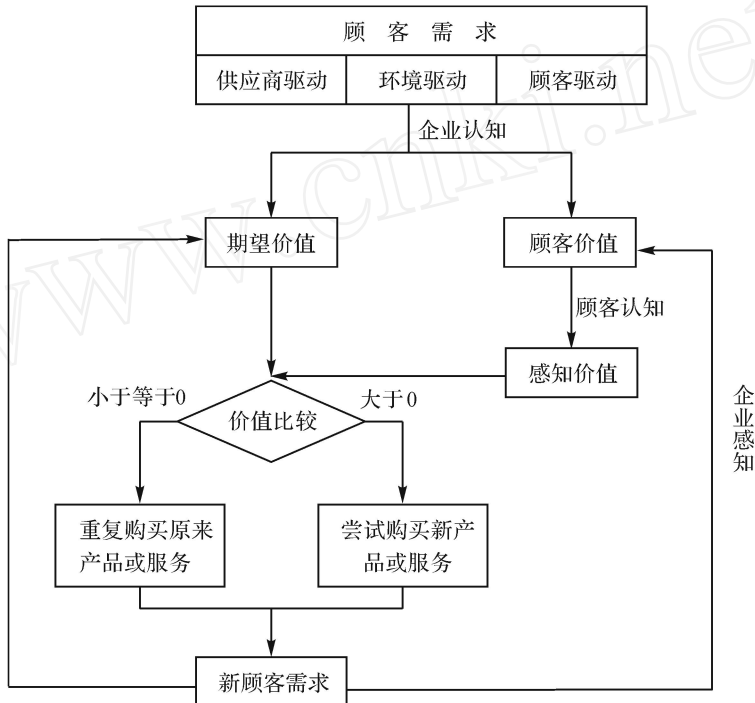 顾客需求
供应商驱动 环境驱动 顾客驱动
企业认知
期望价值 顾客价值
顾客认知
感知价值
小于等于0 价值比较 大于0
企业感知
重复购买原来
产品或服务
尝试购买新产
品或服务
新顾客需求
www.cnki.net